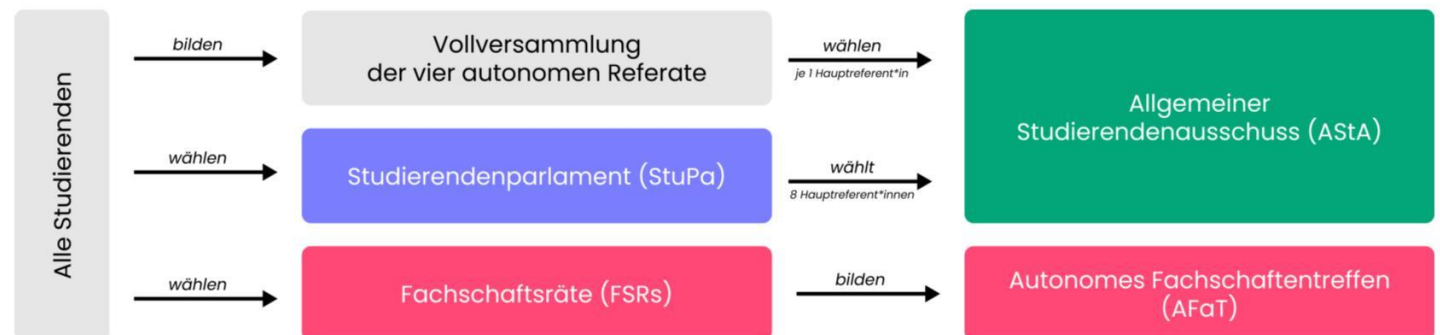 Alle Studierenden
bilden
Vollversammlung
der vier autonomen Referate
wählen
je 1 Hauptreferent*in
Allgemeiner
Studierendenausschuss (AStA)
wählen
Studierendenparlament (StuPa)
wählt
8 Hauptreferent*innen
wählen
Fachschaftsräte (FSRs)
bilden
Autonomes Fachschaftentreffen
(AFaT)